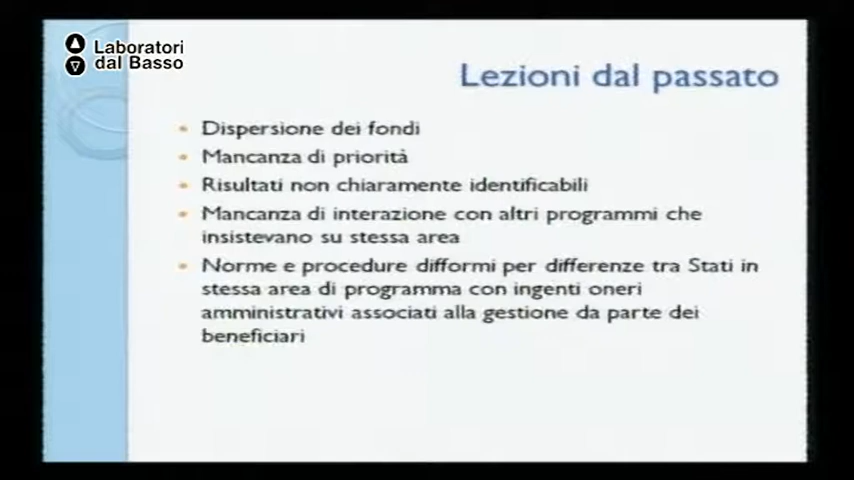 Laboratori
dal Basso
Lezioni dal passato
Dispersione dei fondi
Mancanza di priorità
Risultati non chiaramente identificabili
Mancanza di interazione con altri programmi che
insistevano su stessa area
Norme e procedure difformi per differenze tra Stati in
stessa area di programma con ingenti oneri
amministrativi associati alla gestione da parte dei
beneficiari